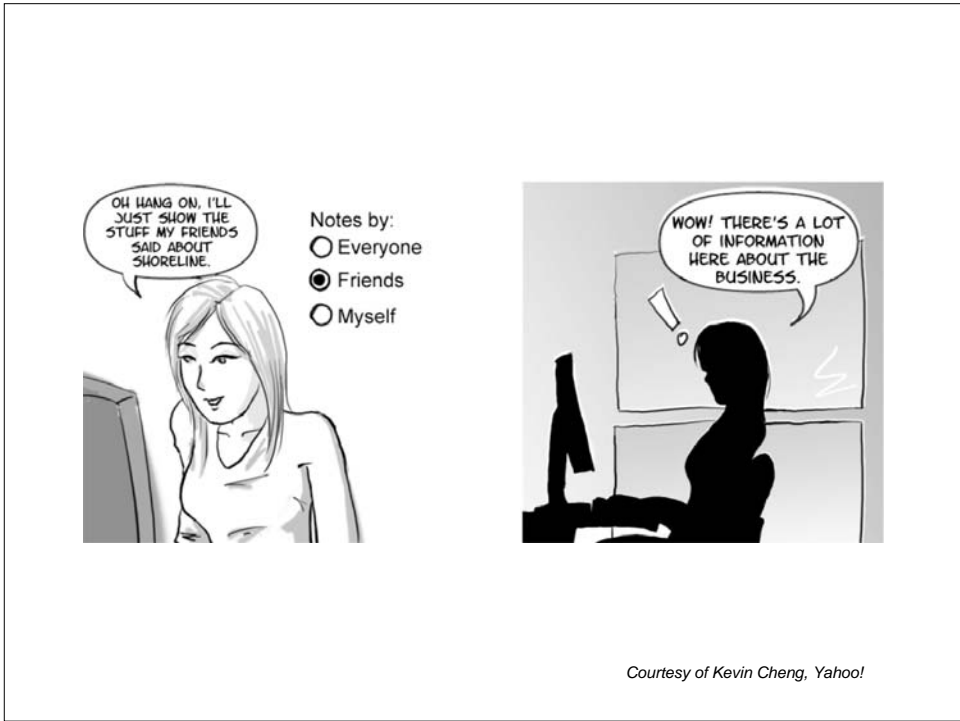 OH HANG ON, I'LL
JUST SHOW THE
STUFF MY FRIENDS
SAID ABOUT
SHORELINE.
Notes by:
Everyone
Friends
Myself
WOW! THERE'S A LOT
OF INFORMATION
HERE ABOUT THE
BUSINESS.
!
Courtesy of Kevin Cheng, Yahoo!